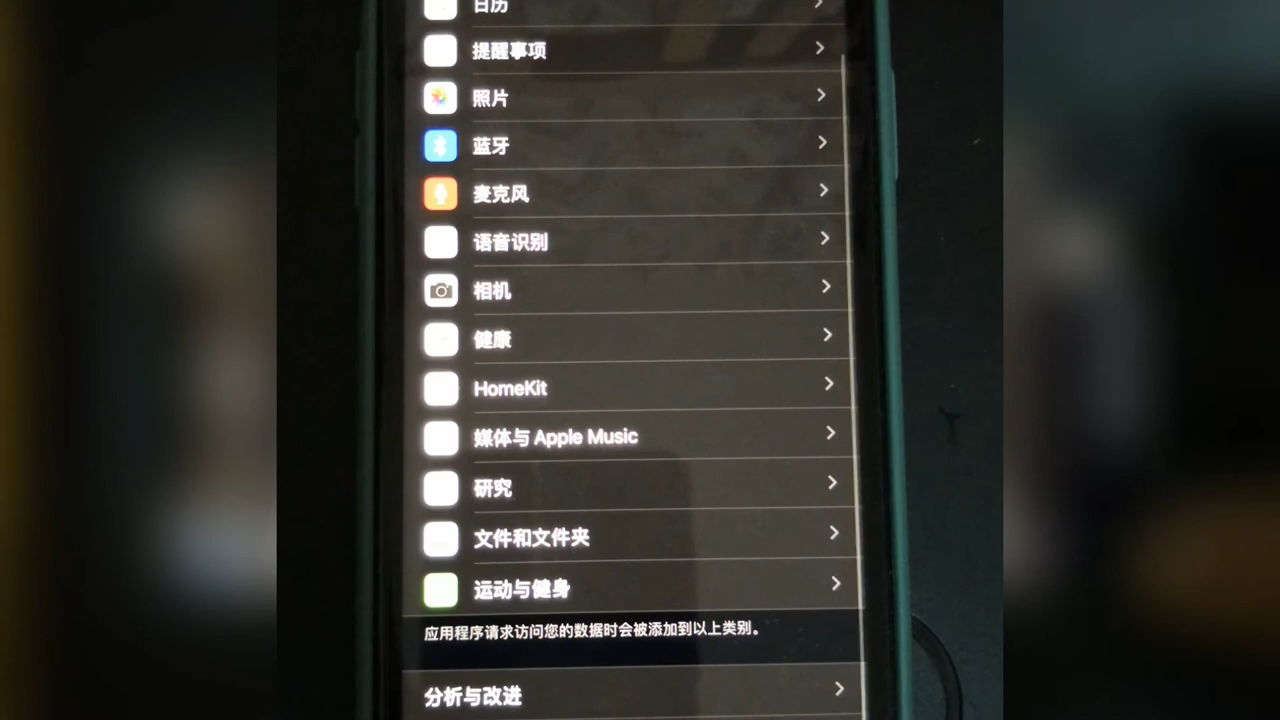 日历
提醒事项
照片
蓝牙
麦克风
语音识别
相机
健康
HomeKit
媒体与 Apple Music
研究
文件和文件夹
运动与健身
应用程序请求访问您的数据时会被添加到以上类别。
分析与改进